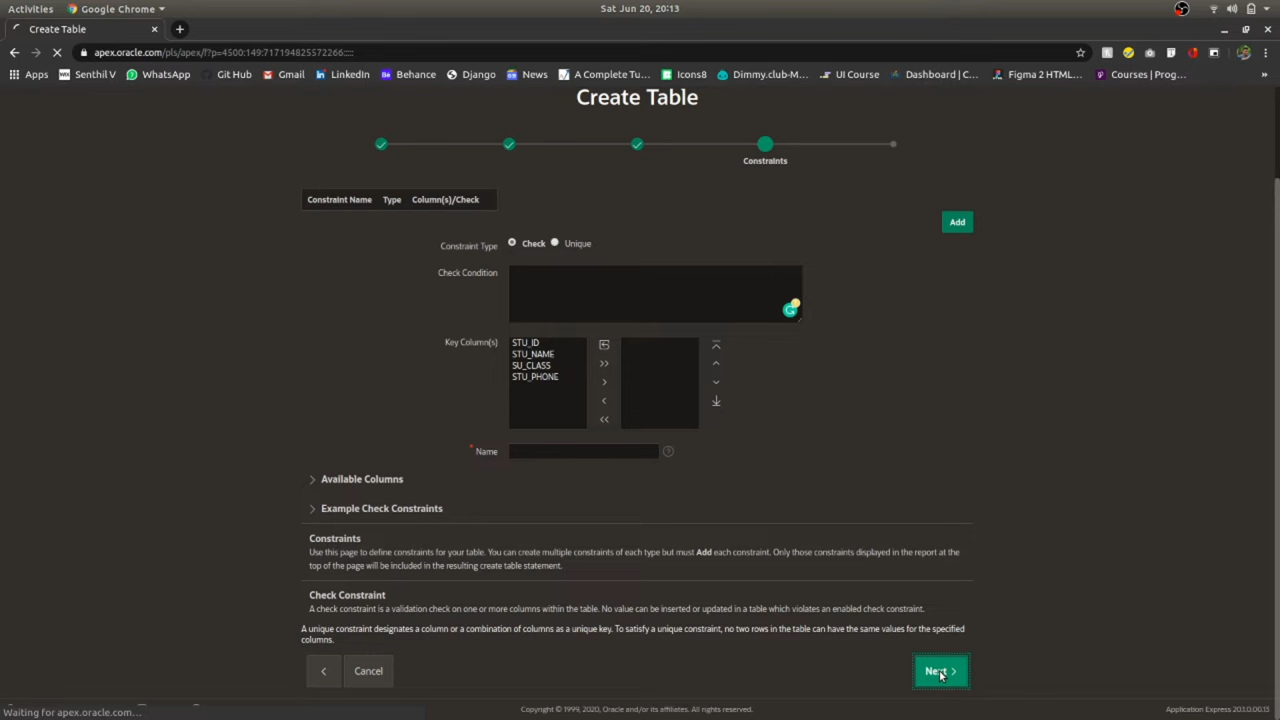 Activities
Google Chrome
Sat Jun 20, 20:13
Create Table
apex.oracle.com/pls/apex/f?p=4500:149:717194825572266:::::
Apps
Senthil V
WhatsApp
Git Hub
Gmail
LinkedIn
Behance
Django
News
A Complete Tu...
Icons8
Dimmy.club-M...
UI Course
Dashboard | C...
Figma 2 HTML...
Courses | Prog...
Create Table
Constraints
Constraint Name Type Column(s)/Check
Add
Constraint Type
Check
Unique
Check Condition
Key Column(s)
STU_ID
STU_NAME
SU_CLASS
STU_PHONE
* Name
Available Columns
Example Check Constraints
Constraints
Use this page to define constraints for your table. You can create multiple constraints of each type but must Add each constraint. Only those constraints displayed in the report at the
top of the page will be included in the resulting create table statement.
Check Constraint
A check constraint is a validation check on one or more columns within the table. No value can be inserted or updated in a table which violates an enabled check constraint.
A unique constraint designates a column or a combination of columns as a unique key. To satisfy a unique constraint, no two rows in the table can have the same values for the specified
columns.
Cancel
Next
Waiting for apex.oracle.com...
Copyright © 1999, 2020, Oracle and/or its affiliates. All rights reserved.
Application Express 20.1.0.00.13